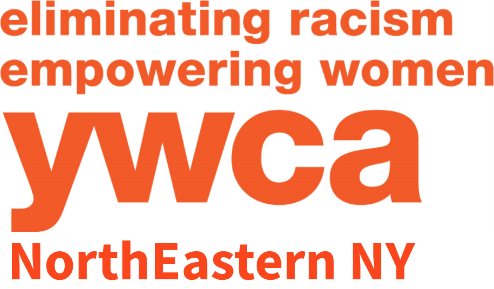 eliminating racism
empowering women
ywca
NorthEastern NY